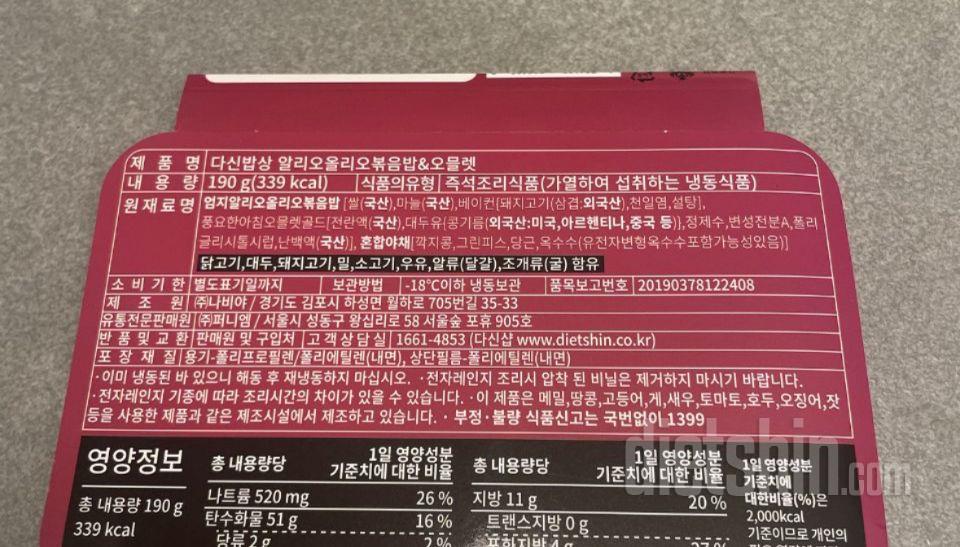 제 품 명 다신밥상 알리오올리오볶음밥&오믈렛
내 용 량 190 g(339 kcal) 식품의유형 즉석조리식품(가열하여 섭취하는 냉동식품)
원 재 료 명 엄지알리오올리오볶음밥 [쌀(국산),마늘(국산),베이컨[돼지고기(삼겹:외국산),천일염,설탕],
풍요한아침오믈렛골드[전란액(국산),대두유(콩기름(외국산:미국,아르헨티나,중국 등)),정제수,변성전분A,폴리
글리시톨시럽,난백액(국산)], 혼합야채[깍지콩,그린피스,당근,옥수수(유전자변형옥수수포함가능성있음)]
닭고기,대두,돼지고기,밀,소고기,우유,알류(달걀),조개류(굴) 함유
소 비 기 한 별도표기일까지 보관방법 -18℃이하 냉동보관 품목보고번호 20190378122408
제 조 원 ㈜나비야 / 경기도 김포시 하성면 월하로 705번길 35-33
유통전문판매원 ㈜퍼니엠 / 서울시 성동구 왕십리로 58 서울숲 포휴 905호
반 품 및 교 환 판매원 및 구입처 고 객 상 담 실 1661-4853 (다신샵 www.dietshin.co.kr)
포 장 재 질 용기-폴리프로필렌/폴리에틸렌(내면), 상단필름-폴리에틸렌(내면)
·이미 냉동된 바 있으니 해동 후 재냉동하지 마십시오. ·전자레인지 조리시 압착 된 비닐은 제거하지 마시기 바랍니다.
·전자레인지 기종에 따라 조리시간의 차이가 있을 수 있습니다. ·이 제품은 메밀,땅콩,고등어,게,새우,토마토,호두,오징어,잣
등을 사용한 제품과 같은 제조시설에서 제조하고 있습니다. · 부정·불량 식품신고는 국번없이 1399
영양정보 총 내용량당 1일 영양성분 기준치에 대한 비율 총 내용량당 1일 영양성분 기준치에 대한 비율
총 내용량 190 g
339 kcal
나트륨 520 mg 26 % 지방 11 g 20 %
탄수화물 51 g 16 % 트랜스지방 0 g
당류 2 g 2 % 포화지방 4 g 27 %
1일 영양성분
기준치에
대한비율(%)은
2,000kcal
기준이므로 개인의
dietshin.com